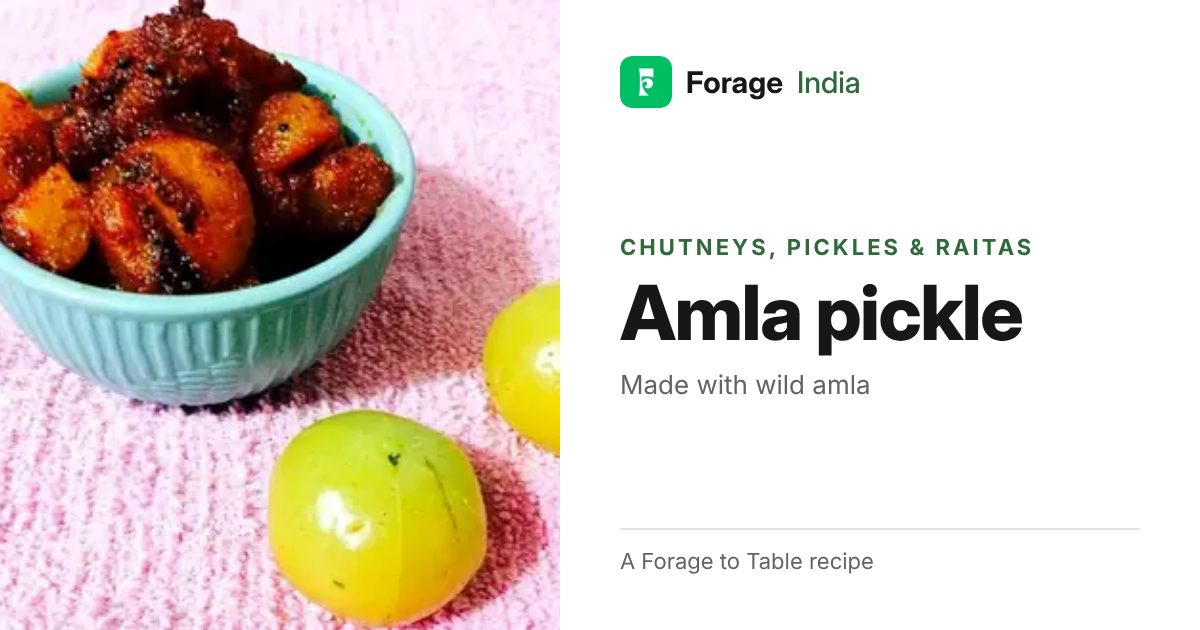 Forage India
CHUTNEYS, PICKLES & RAITAS
Amla pickle
Made with wild amla
A Forage to Table recipe